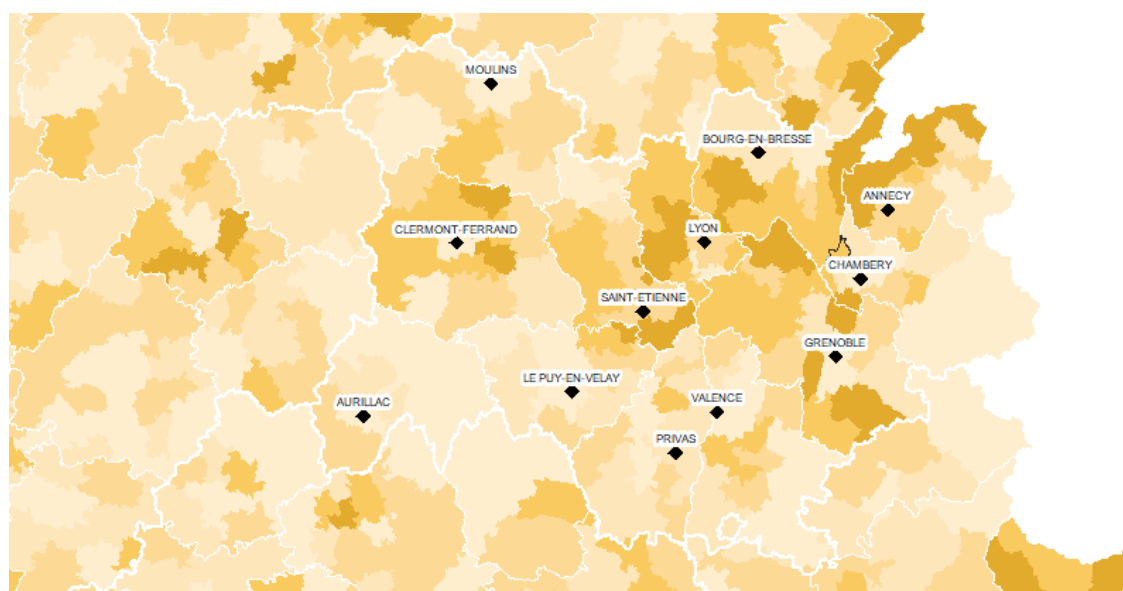 MOULINS
BOURG-EN-BRESSE
ANNECY
CLERMONT-FERRAND
LYON
CHAMBERY
SAINT-ETIENNE
GRENOBLE
LE PUY-EN-VELAY
AURILLAC
VALENCE
PRIVAS